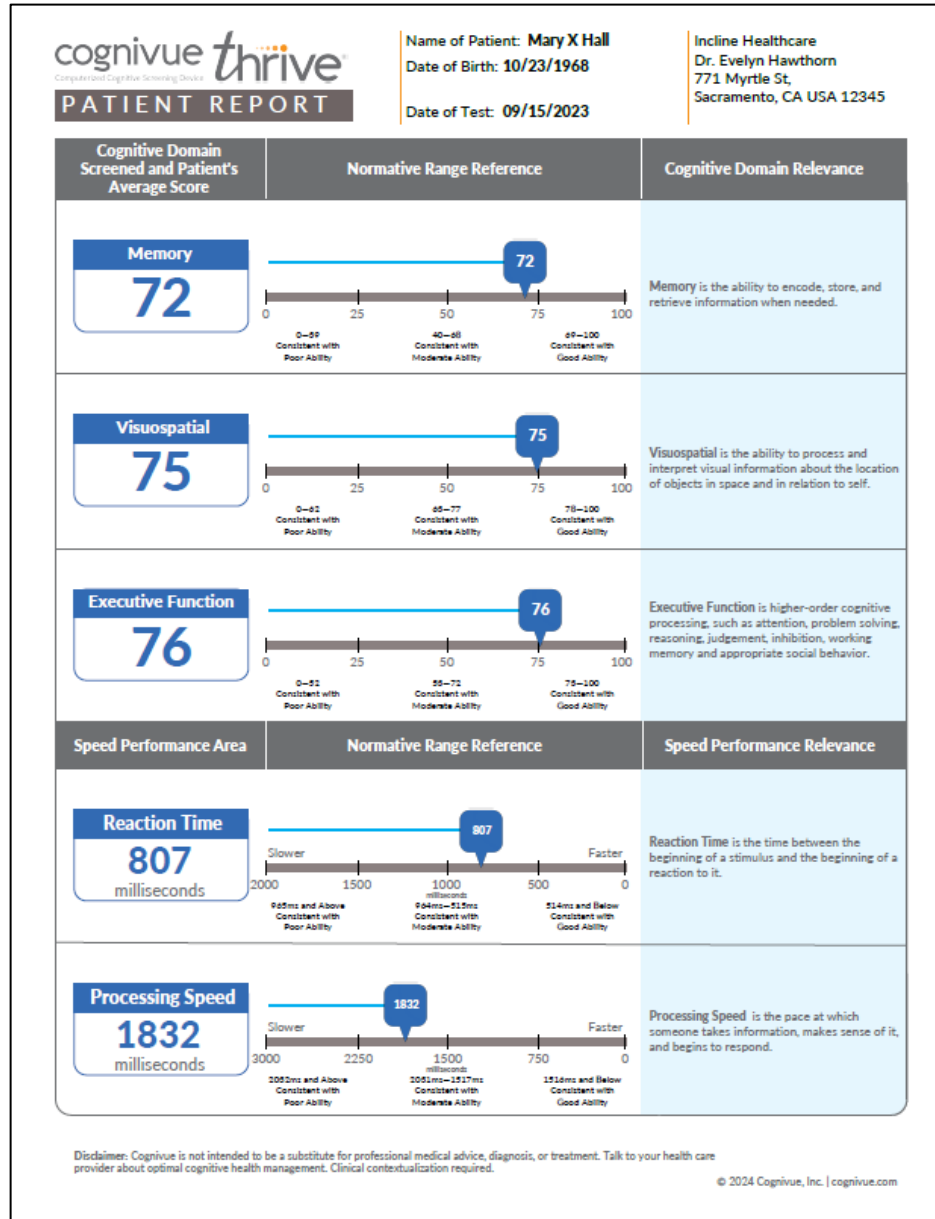 cognivue thrive®
Computerized Cognitive Screening Device
PATIENT REPORT
Name of Patient: Mary X Hall
Date of Birth: 10/23/1968
Date of Test: 09/15/2023
Incline Healthcare
Dr. Evelyn Hawthorn
771 Myrtle St,
Sacramento, CA USA 12345
Cognitive Domain
Screened and Patient's
Average Score
Normative Range Reference
Cognitive Domain Relevance
Memory
72
72
0 25 50 75 100
0–59
Consistent with
Poor Ability
40–68
Consistent with
Moderate Ability
69–100
Consistent with
Good Ability
Memory is the ability to encode, store, and
retrieve information when needed.
Visuospatial
75
75
0 25 50 75 100
0–62
Consistent with
Poor Ability
63–77
Consistent with
Moderate Ability
78–100
Consistent with
Good Ability
Visuospatial is the ability to process and
interpret visual information about the location
of objects in space and in relation to self.
Executive Function
76
76
0 25 50 75 100
0–52
Consistent with
Poor Ability
Consistent with
Moderate Ability
Consistent with
Good Ability
Executive Function is higher-order cognitive
processing, such as attention, problem solving,
reasoning, judgement, inhibition, working
memory and appropriate social behavior.
Speed Performance Area
Normative Range Reference
Speed Performance Relevance
Reaction Time
807
milliseconds
807
Slower Faster
2000 1500 1000 500 0
milliseconds
965ms and Above
Consistent with
Poor Ability
964ms–515ms
Consistent with
Moderate Ability
514ms and Below
Consistent with
Good Ability
Reaction Time is the time between the
beginning of a stimulus and the beginning of a
reaction to it.
Processing Speed
1832
milliseconds
1832
Slower Faster
3000 2250 1500 750 0
milliseconds
2052ms and Above
Consistent with
Poor Ability
2051ms–1517ms
Consistent with
Moderate Ability
1516ms and Below
Consistent with
Good Ability
Processing Speed is the pace at which
someone takes information, makes sense of it,
and begins to respond.
Disclaimer: Cognivue is not intended to be a substitute for professional medical advice, diagnosis, or treatment. Talk to your health care
provider about optimal cognitive health management. Clinical contextualization required.
© 2024 Cognivue, Inc. | cognivue.com